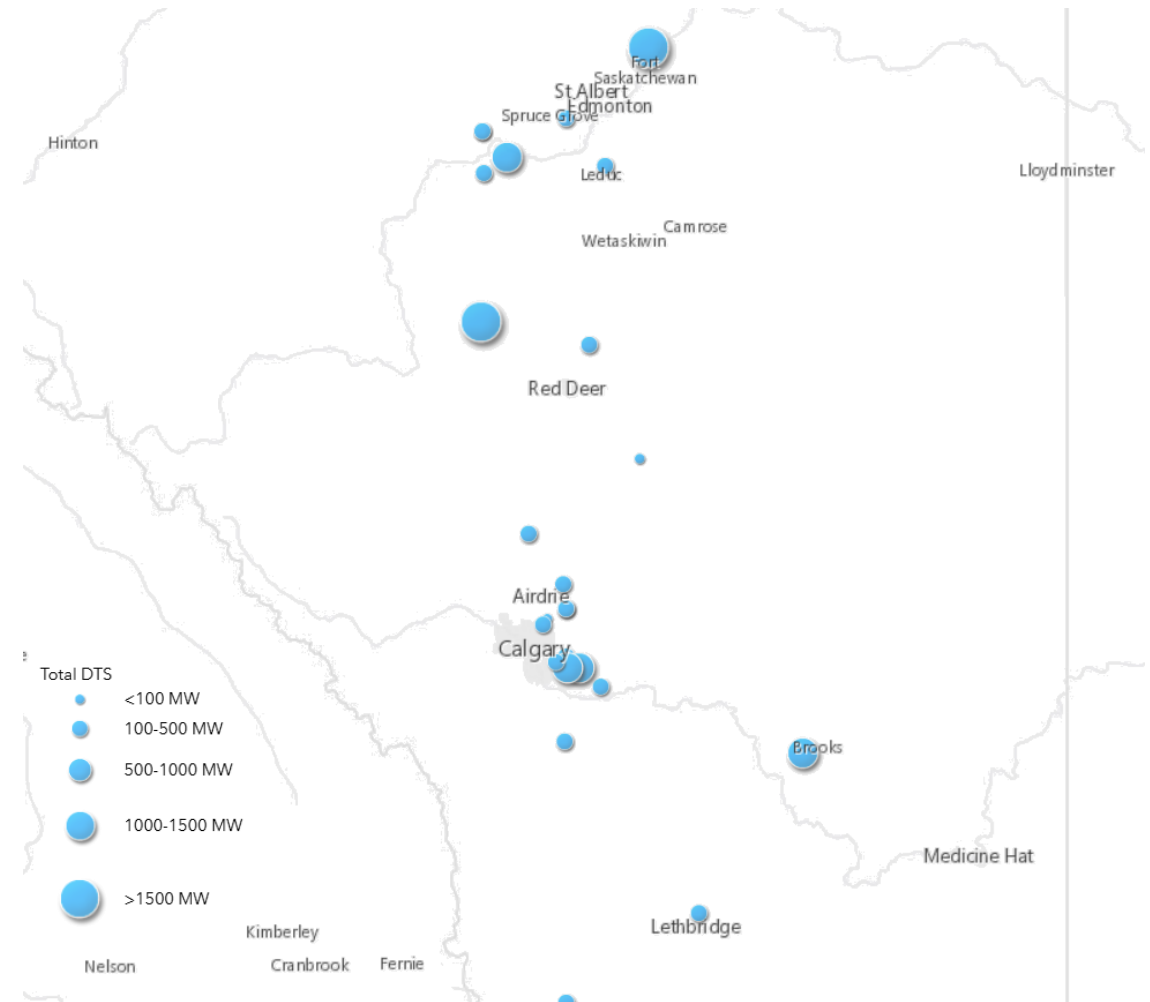 Fort
Saskatchewan
St Albert
Edmonton
Spruce Grove
Hinton
Lloydminster
Leduc
Camrose
Wetaskiwin
Red Deer
Airdrie
Calgary
Total DTS
<100 MW
100-500 MW
500-1000 MW
1000-1500 MW
>1500 MW
Brooks
Medicine Hat
Lethbridge
Kimberley
Nelson
Cranbrook
Fernie